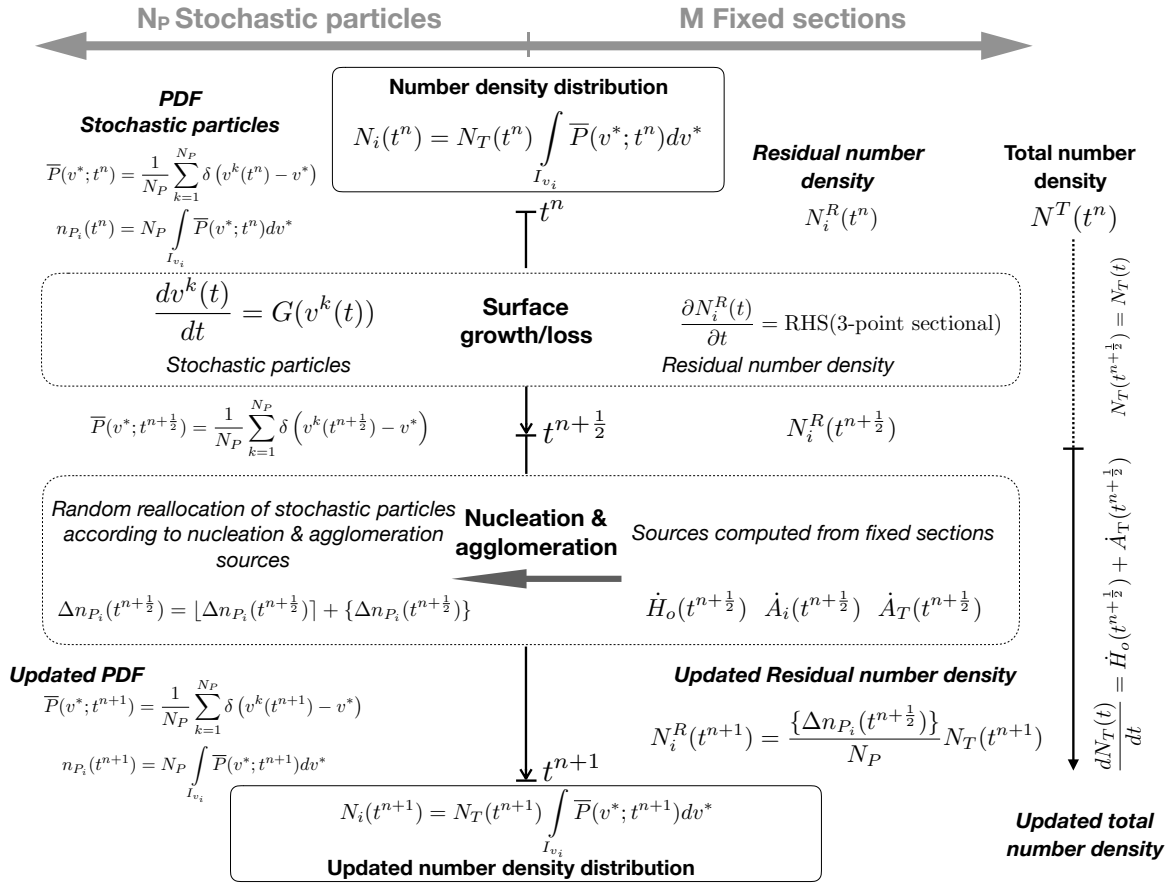 N_P Stochastic particles
M Fixed sections
PDF
Stochastic particles
\overline{P}(v^*; t^n) = \frac{1}{N_P} \sum_{k=1}^{N_P} \delta ( v^k(t^n) − v^* )
n_{P_i}(t^n) = N_P \int_{I_{v_i}} \overline{P}(v^*; t^n) dv^*
Number density distribution
N_i(t^n) = N_T(t^n) \int_{I_{v_i}} \overline{P}(v^*; t^n) dv^*
t^n
Residual number
density
N_i^R(t^n)
Total number
density
N^T(t^n)
\frac{dv^k(t)}{dt} = G(v^k(t))
Stochastic particles
Surface
growth/loss
\frac{\partial N_i^R(t)}{\partial t} = RHS(3-point sectional)
Residual number density
N_T(t^{n+\frac{1}{2}}) = N_T(t)
\overline{P}(v^*; t^{n+\frac{1}{2}}) = \frac{1}{N_P} \sum_{k=1}^{N_P} \delta ( v^k(t^{n+\frac{1}{2}}) − v^* )
t^{n+\frac{1}{2}}
N_i^R(t^{n+\frac{1}{2}})
Random reallocation of stochastic particles
according to nucleation & agglomeration
sources
\Delta n_{P_i}(t^{n+\frac{1}{2}}) = ⌊\Delta n_{P_i}(t^{n+\frac{1}{2}})⌉ + \{\Delta n_{P_i}(t^{n+\frac{1}{2}})\}
Nucleation &
agglomeration
Sources computed from fixed sections
\dot{H}_o(t^{n+\frac{1}{2}}) \dot{A}_i(t^{n+\frac{1}{2}}) \dot{A}_T(t^{n+\frac{1}{2}})
\frac{dN_T(t)}{dt} = \dot{H}_o(t^{n+\frac{1}{2}}) + \dot{A}_T(t^{n+\frac{1}{2}})
Updated PDF
\overline{P}(v^*; t^{n+1}) = \frac{1}{N_P} \sum_{k=1}^{N_P} \delta ( v^k(t^{n+1}) − v^* )
n_{P_i}(t^{n+1}) = N_P \int_{I_{v_i}} \overline{P}(v^*; t^{n+1}) dv^*
Updated Residual number density
N_i^R(t^{n+1}) = \frac{\{\Delta n_{P_i}(t^{n+\frac{1}{2}})\}}{N_P} N_T(t^{n+1})
t^{n+1}
N_i(t^{n+1}) = N_T(t^{n+1}) \int_{I_{v_i}} \overline{P}(v^*; t^{n+1}) dv^*
Updated number density distribution
Updated total
number density